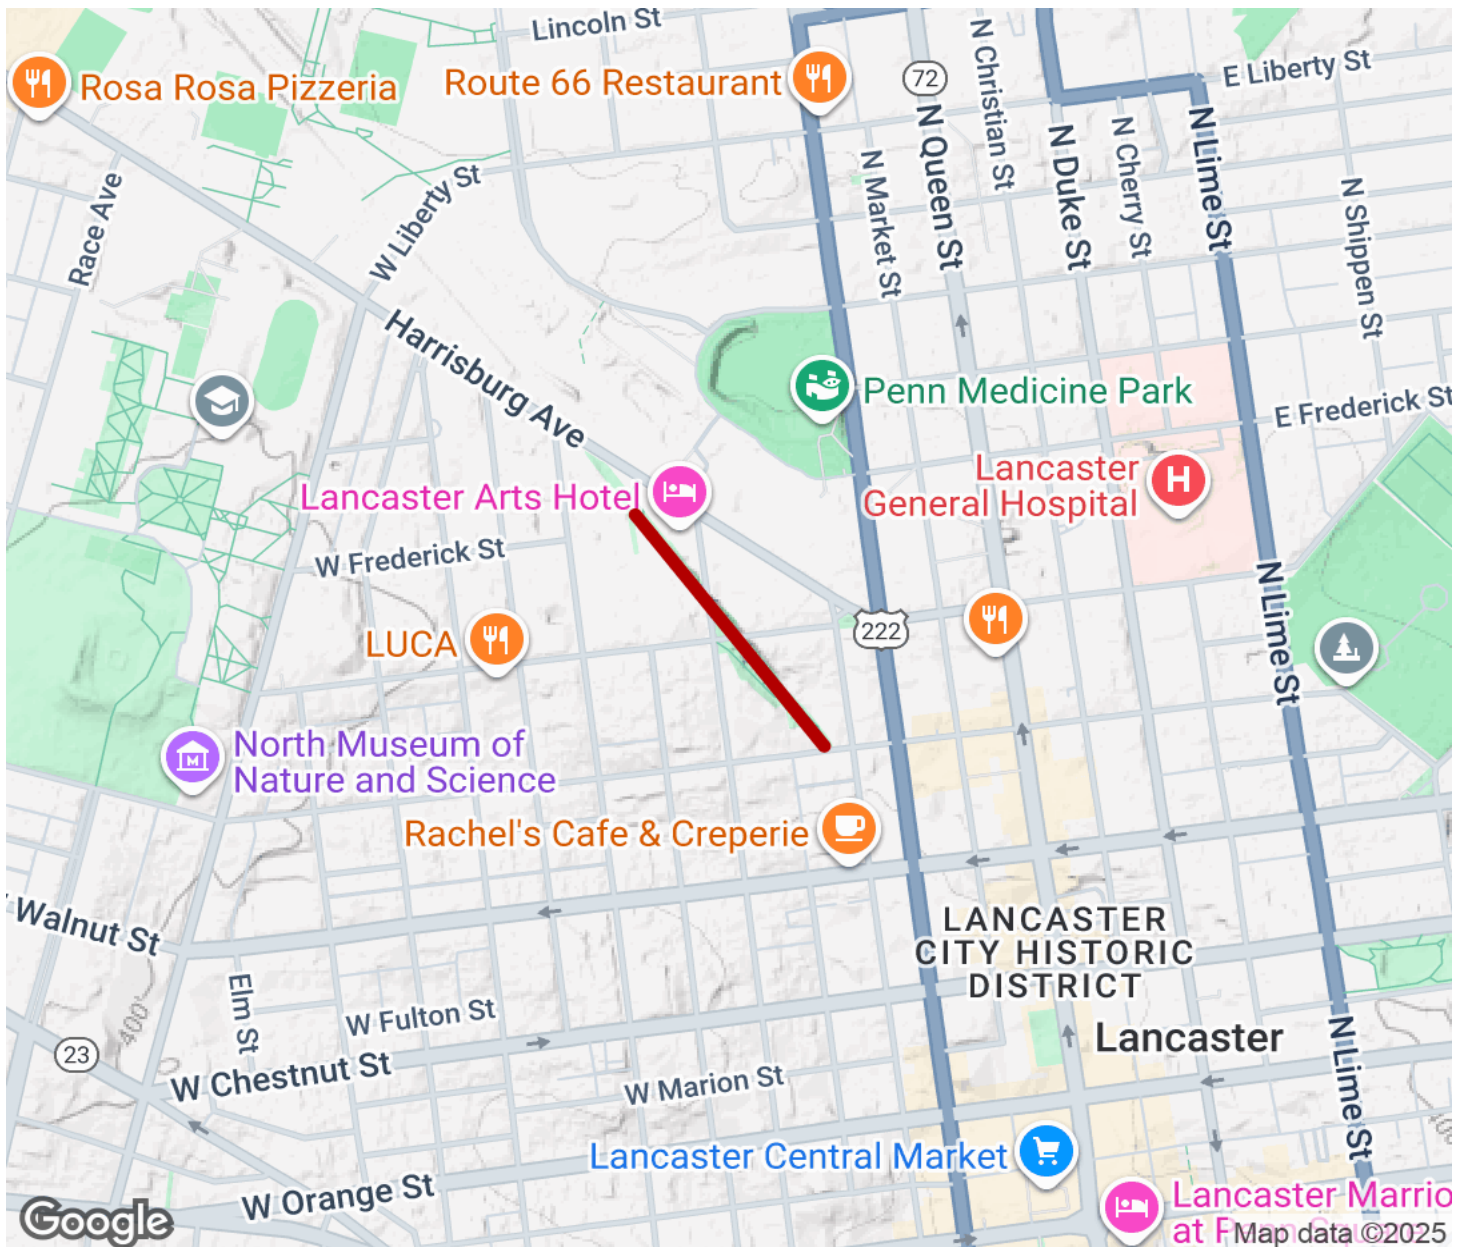 Lincoln St
Rosa Rosa Pizzeria
Route 66 Restaurant
72
N Christian St
E Liberty St
N Queen St
N Market St
N Duke St
N Cherry St
N Lime St
N Shippen St
Race Ave
W Liberty St
Harrisburg Ave
Penn Medicine Park
E Frederick St
Lancaster
General Hospital
H
Lancaster Arts Hotel
W Frederick St
N Lime St
222
LUCA
North Museum of
Nature and Science
M
Rachel's Cafe & Creperie
Walnut St
LANCASTER
CITY HISTORIC
DISTRICT
Elm St
400'
W Fulton St
23
Lancaster
W Chestnut St
W Marion St
N Lime St
Lancaster Central Market
W Orange St
Lancaster Marrio
at Penn Square
Google
Map data ©2025